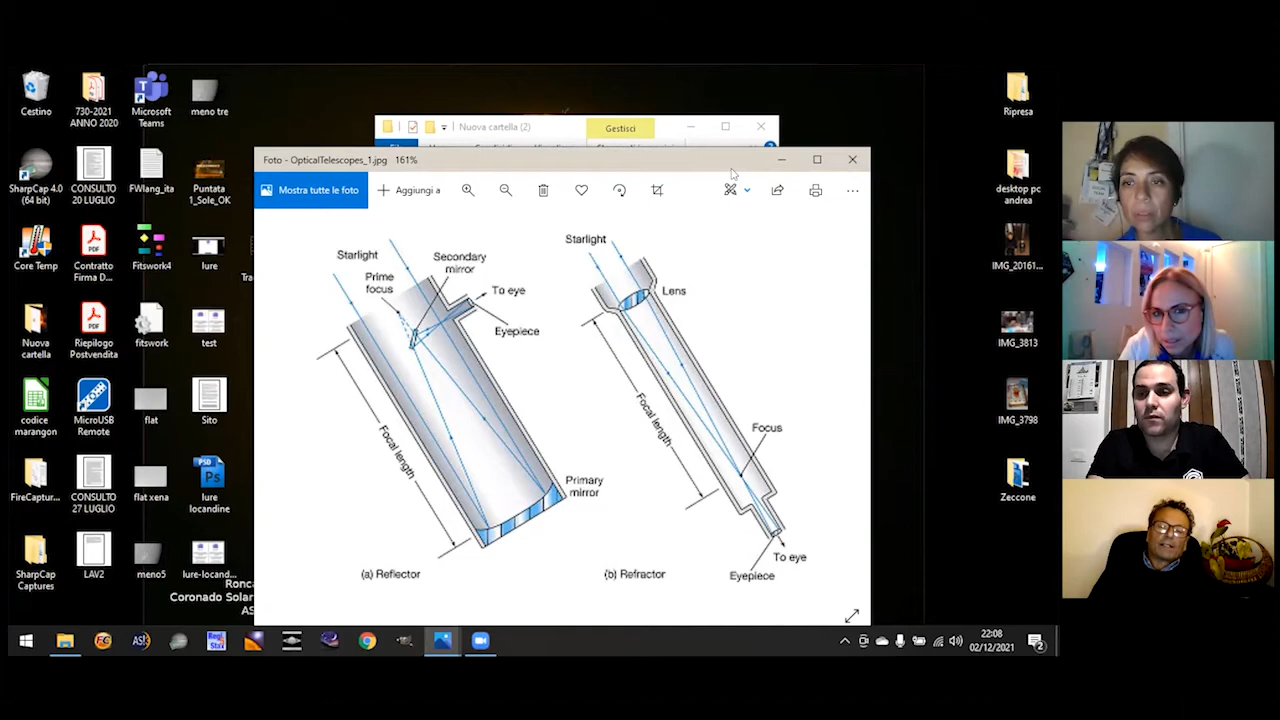 Cestino
730-2021
ANNO 2020
Microsoft
Teams
meno tre
SharpCap 4.0
(64 bit)
CONSULTO
20 LUGLIO
FWlang_ita
Puntata
1_Sole_OK
Core Temp
Contratto
Firma D...
Fitswork4
lure
Nuova
cartella
Riepilogo
Postvendita
fitswork
test
codice
marangon
MicroUSB
Remote
flat
Sito
FireCaptur...
CONSULTO
27 LUGLIO
flat xena
lure
locandine
SharpCap
Captures
LAV2
meno5
lure-locand...
Ronca
Coronado Solar
Nuova cartella (2)
Gestisci
Foto - OpticalTelescopes_1.jpg 161%
Mostra tutte le foto
Aggiungi a
Starlight
Prime
focus
Secondary
mirror
To eye
Eyepiece
Focal length
Primary
mirror
(a) Reflector
Starlight
Lens
Focal length
Focus
To eye
Eyepiece
(b) Refractor
Ripresa
desktop pc
andrea
IMG_20161...
IMG_3813
IMG_3798
Zeccone
22:08
02/12/2021
2